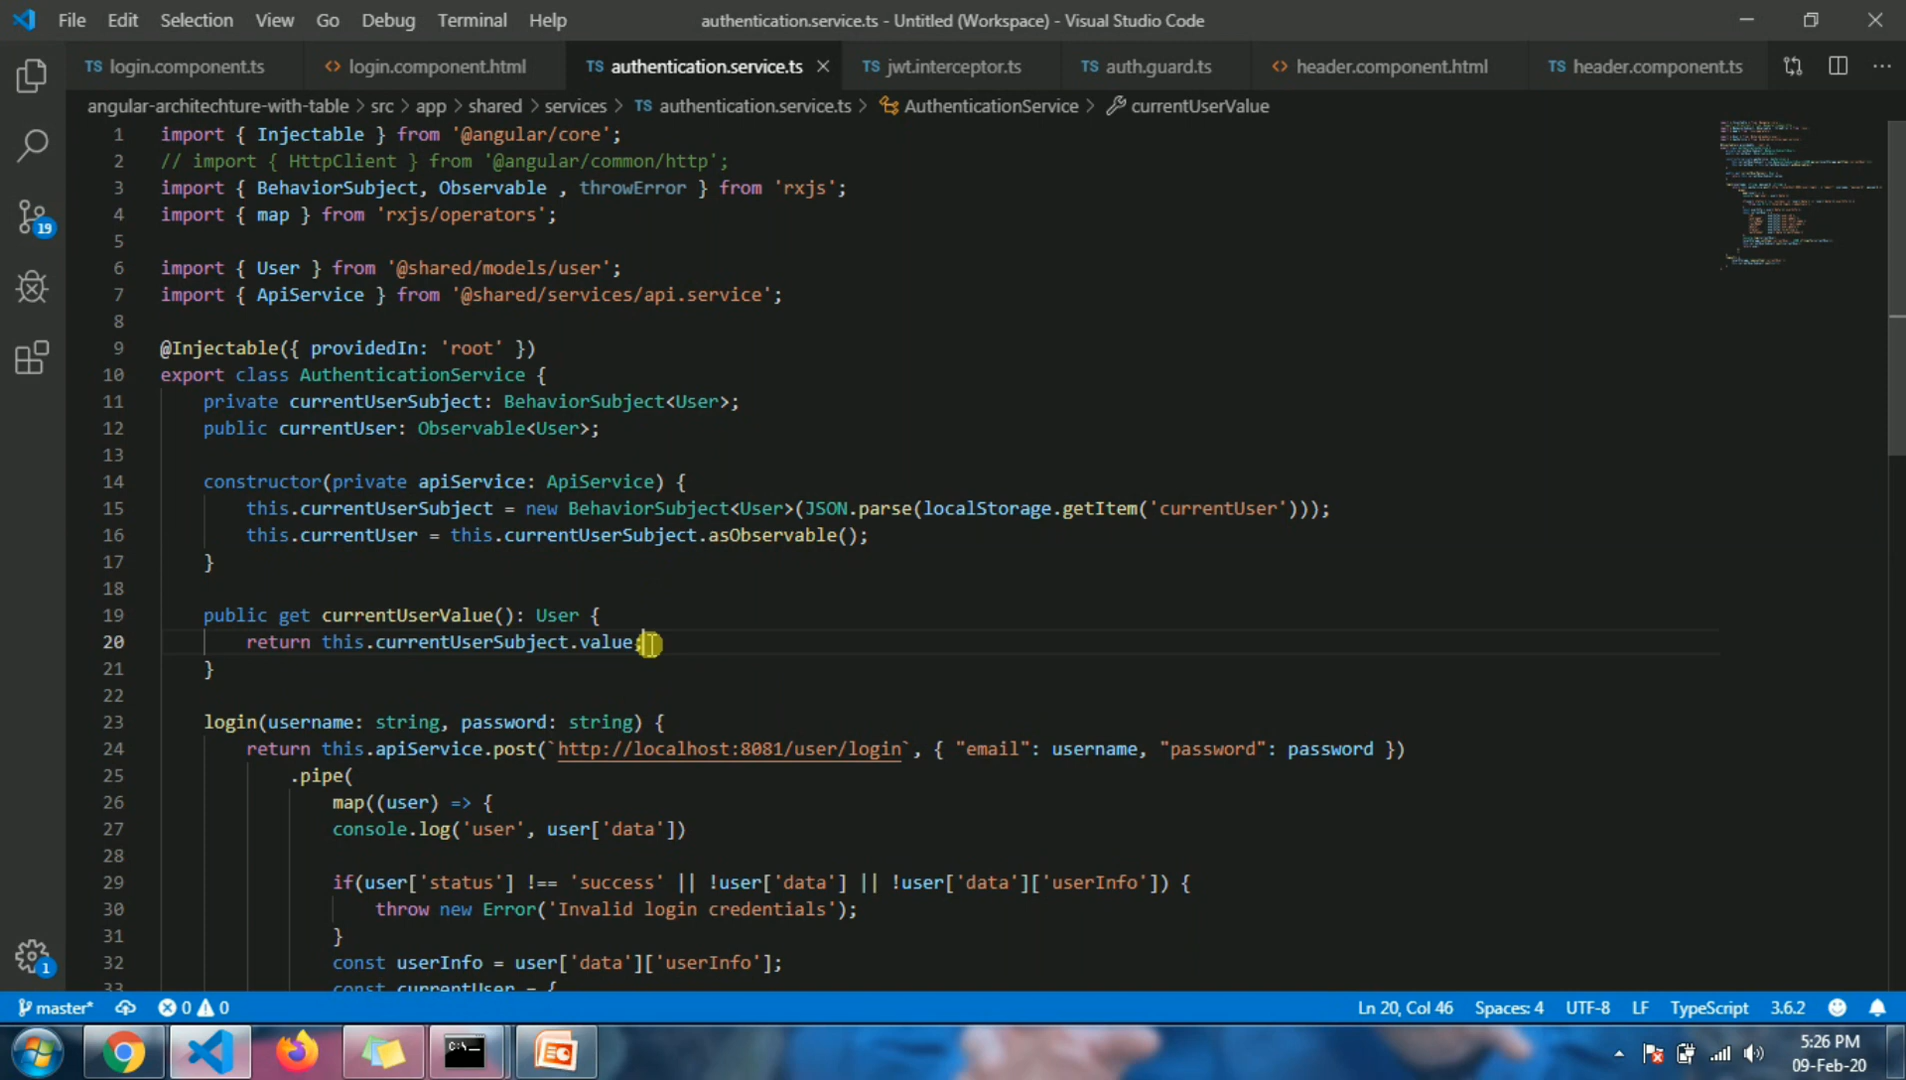 File Edit Selection View Go Debug Terminal Help authentication.service.ts - Untitled (Workspace) - Visual Studio Code
TS login.component.ts <> login.component.html TS authentication.service.ts TS jwt.interceptor.ts TS auth.guard.ts <> header.component.html TS header.component.ts
angular-architechture-with-table > src > app > shared > services > TS authentication.service.ts > AuthenticationService > currentUserValue
1 import { Injectable } from '@angular/core';
2 // import { HttpClient } from '@angular/common/http';
3 import { BehaviorSubject, Observable , throwError } from 'rxjs';
4 import { map } from 'rxjs/operators';
5
6 import { User } from '@shared/models/user';
7 import { ApiService } from '@shared/services/api.service';
8
9 @Injectable({ providedIn: 'root' })
10 export class AuthenticationService {
11 private currentUserSubject: BehaviorSubject<User>;
12 public currentUser: Observable<User>;
13
14 constructor(private apiService: ApiService) {
15 this.currentUserSubject = new BehaviorSubject<User>(JSON.parse(localStorage.getItem('currentUser')));
16 this.currentUser = this.currentUserSubject.asObservable();
17 }
18
19 public get currentUserValue(): User {
20 return this.currentUserSubject.value;
21 }
22
23 login(username: string, password: string) {
24 return this.apiService.post(`http://localhost:8081/user/login`, { "email": username, "password": password })
25 .pipe(
26 map((user) => {
27 console.log('user', user['data'])
28
29 if(user['status'] !== 'success' || !user['data'] || !user['data']['userInfo']) {
30 throw new Error('Invalid login credentials');
31 }
32 const userInfo = user['data']['userInfo'];
33 const currentUser = {
19
1
master* 0 0 Ln 20, Col 46 Spaces: 4 UTF-8 LF TypeScript 3.6.2
C:\
5:26 PM
09-Feb-20